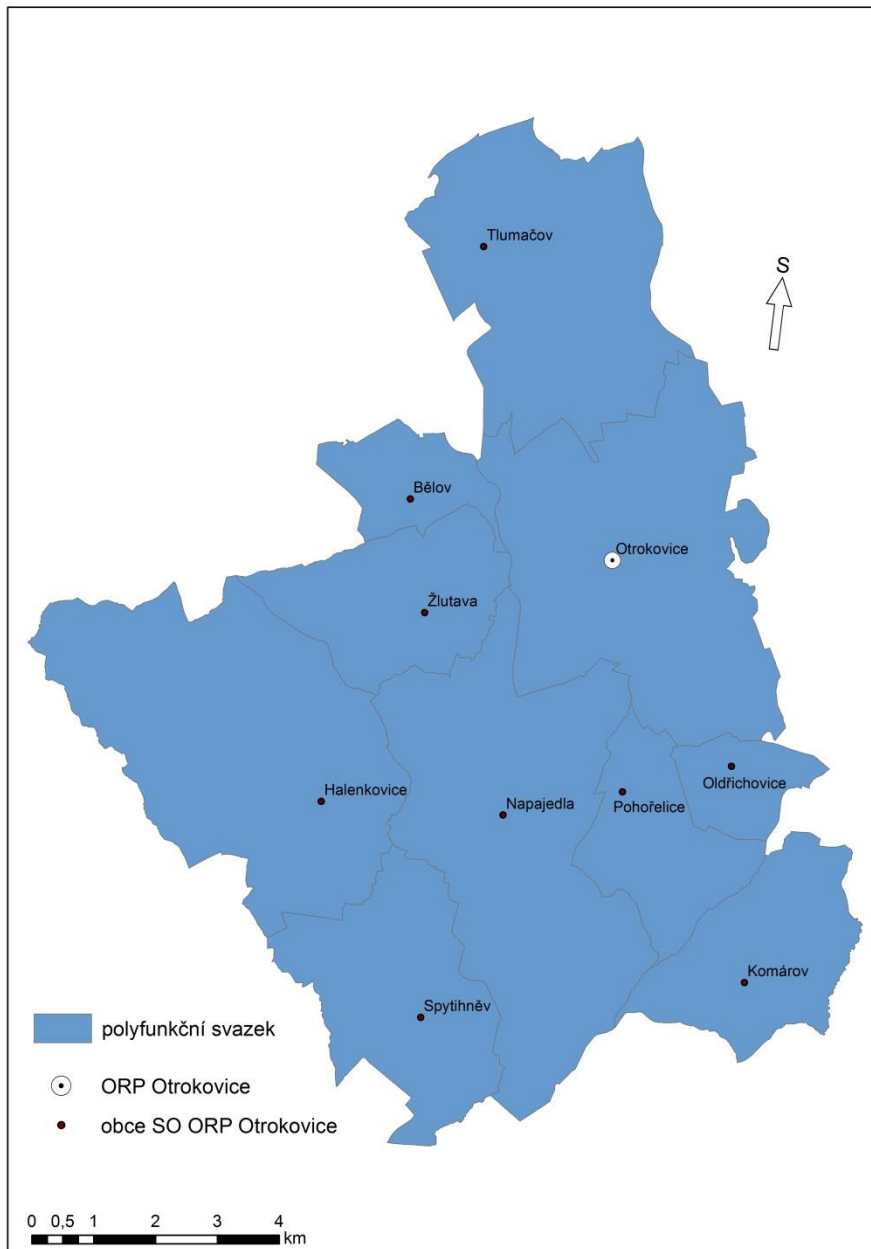 Tlumačov
S
Bělov
Otrokovice
Žlutava
Oldřichovice
Halenkovice
Napajedla
Pohořelice
Komárov
Spytihněv
polyfunkční svazek
ORP Otrokovice
obce SO ORP Otrokovice
0 0,5 1 2 3 4
km